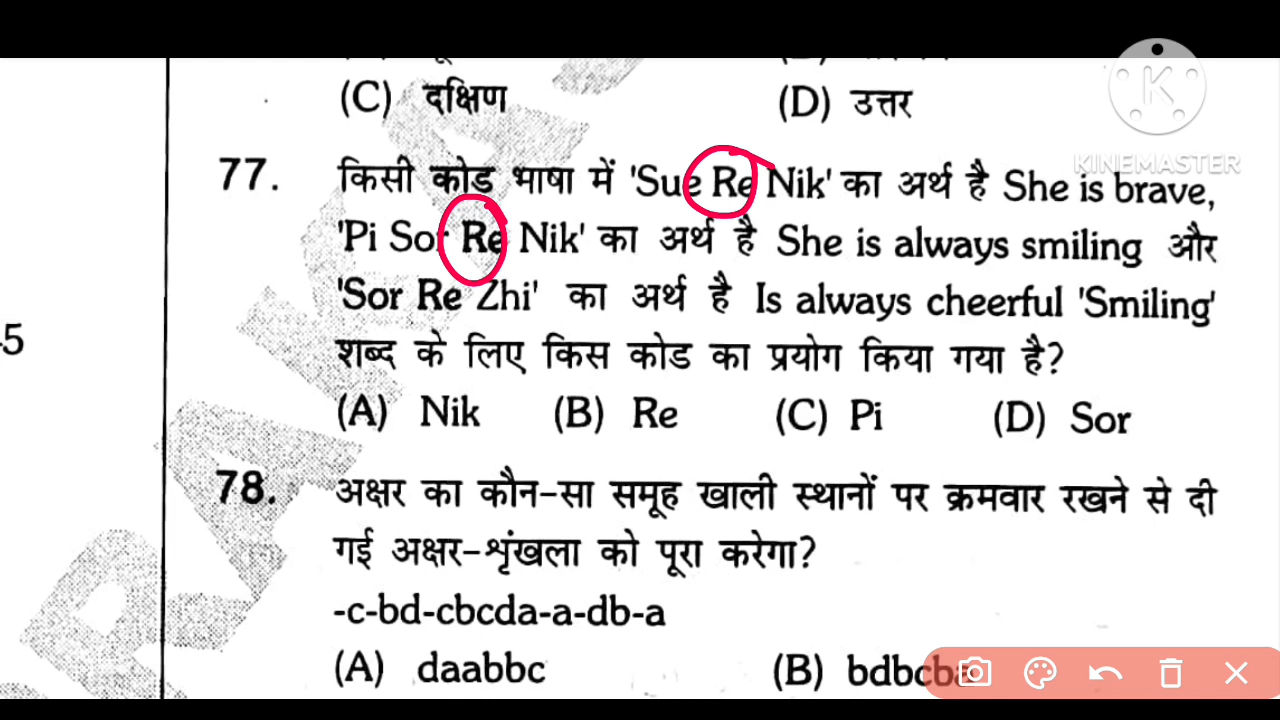 (C) दक्षिण (D) उत्तर
KINEMASTER
77. किसी कोड भाषा में 'Sue Re Nik' का अर्थ है She is brave,
'Pi Sor Re Nik' का अर्थ है She is always smiling और
'Sor Re Zhi' का अर्थ है Is always cheerful 'Smiling'
-5
शब्द के लिए किस कोड का प्रयोग किया गया है?
(A) Nik (B) Re (C) Pi (D) Sor
78. अक्षर का कौन-सा समूह खाली स्थानों पर क्रमवार रखने से दी
गई अक्षर-श्रृंखला को पूरा करेगा?
-c-bd-cbcda-a-db-a
(A) daabbc (B) bdbcba